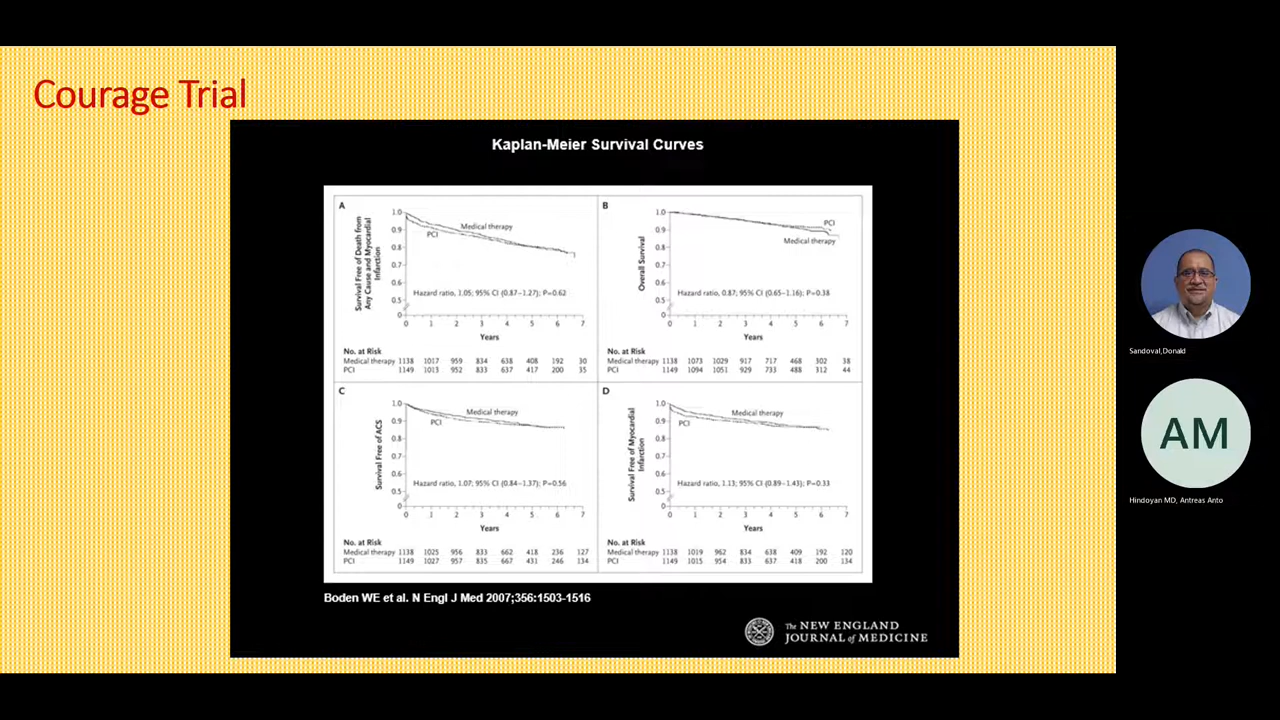 Courage Trial
Kaplan-Meier Survival Curves
A
Survival Free of Death from
Any Cause and Myocardial
Infarction
1.0
0.9
0.8
0.7
0.6
0.5
0
Medical therapy
PCI
Hazard ratio, 1.05; 95% CI (0.87–1.27); P=0.62
0 1 2 3 4 5 6 7
Years
No. at Risk
Medical therapy 1138 1017 959 834 638 408 192 30
PCI 1149 1013 952 833 637 417 200 35
B
Overall Survival
1.0
0.9
0.8
0.7
0.6
0.5
0
PCI
Medical therapy
Hazard ratio, 0.87; 95% CI (0.65–1.16); P=0.38
0 1 2 3 4 5 6 7
Years
No. at Risk
Medical therapy 1138 1073 1029 917 717 468 302 38
PCI 1149 1094 1051 929 733 488 312 44
C
Survival Free of ACS
1.0
0.9
0.8
0.7
0.6
0.5
0
Medical therapy
PCI
Hazard ratio, 1.07; 95% CI (0.84–1.37); P=0.56
0 1 2 3 4 5 6 7
Years
No. at Risk
Medical therapy 1138 1025 956 833 662 418 236 127
PCI 1149 1027 957 835 667 431 246 134
D
Survival Free of Myocardial
Infarction
1.0
0.9
0.8
0.7
0.6
0.5
0
Medical therapy
PCI
Hazard ratio, 1.13; 95% CI (0.89–1.43); P=0.33
0 1 2 3 4 5 6 7
Years
No. at Risk
Medical therapy 1138 1019 962 834 638 409 192 120
PCI 1149 1015 954 833 637 418 200 134
Boden WE et al. N Engl J Med 2007;356:1503-1516
The NEW ENGLAND
JOURNAL of MEDICINE
Sandoval,Donald
AM
Hindoyan MD, Antreas Anto